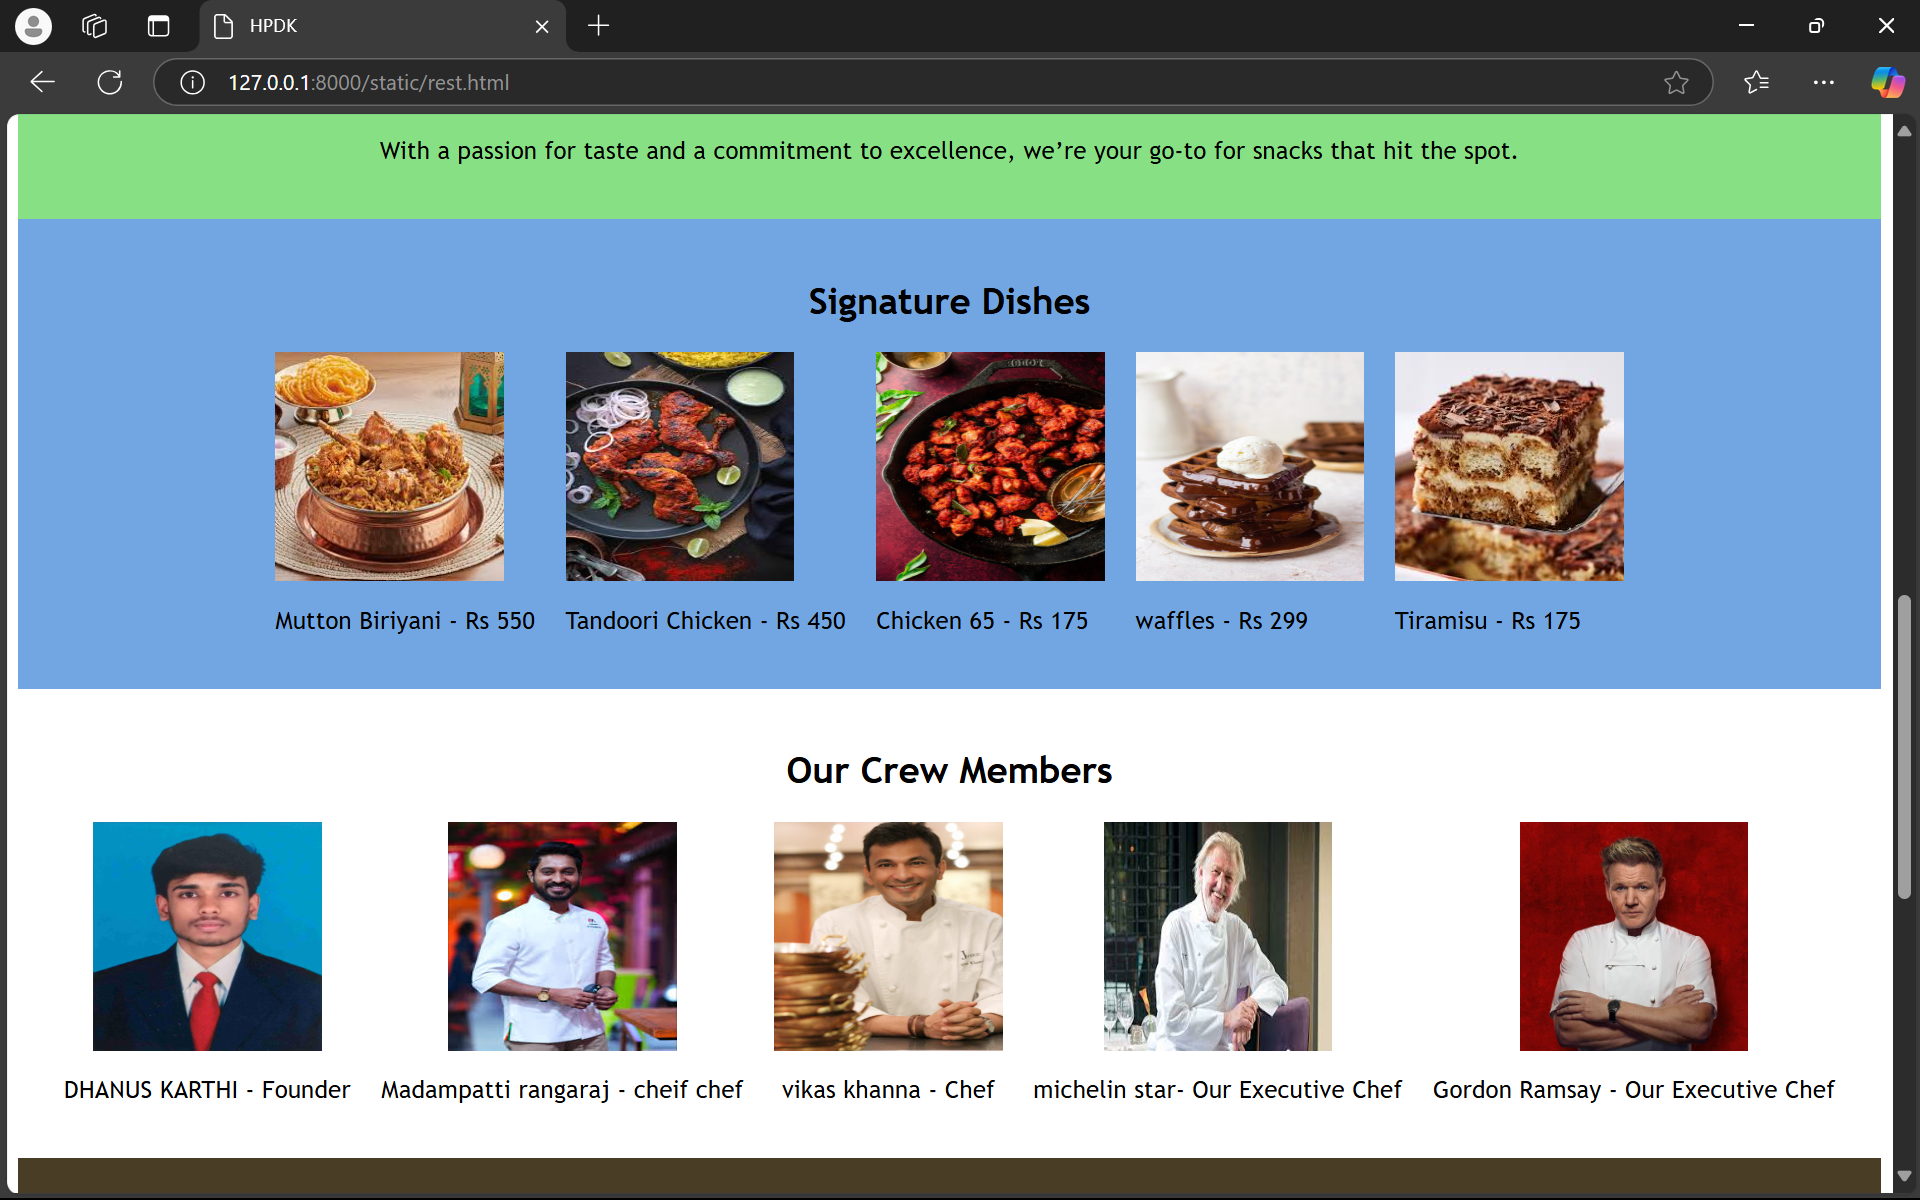 HPDK
127.0.0.1:8000/static/rest.html
With a passion for taste and a commitment to excellence, we’re your go-to for snacks that hit the spot.
Signature Dishes
Mutton Biriyani - Rs 550
Tandoori Chicken - Rs 450
Chicken 65 - Rs 175
waffles - Rs 299
Tiramisu - Rs 175
Our Crew Members
DHANUS KARTHI - Founder
Madampatti rangaraj - cheif chef
vikas khanna - Chef
michelin star- Our Executive Chef
Gordon Ramsay - Our Executive Chef